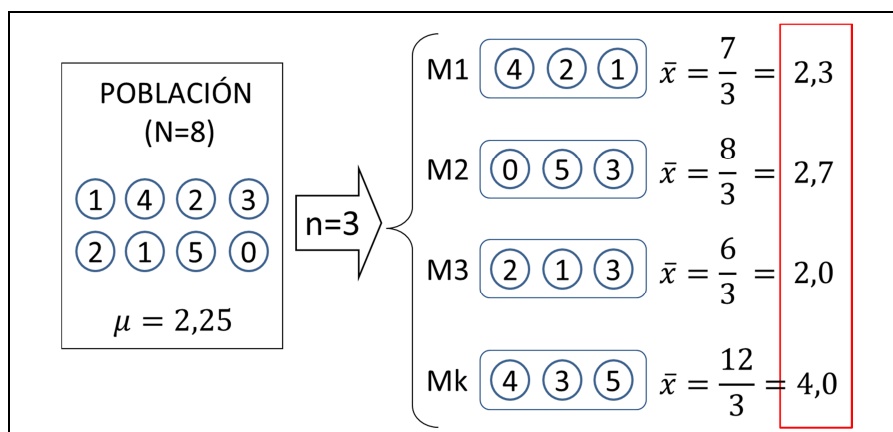 POBLACIÓN
(N=8)
1 4 2 3
2 1 5 0
μ = 2,25
n=3
M1 4 2 1 x̄ = 7/3 = 2,3
M2 0 5 3 x̄ = 8/3 = 2,7
M3 2 1 3 x̄ = 6/3 = 2,0
Mk 4 3 5 x̄ = 12/3 = 4,0